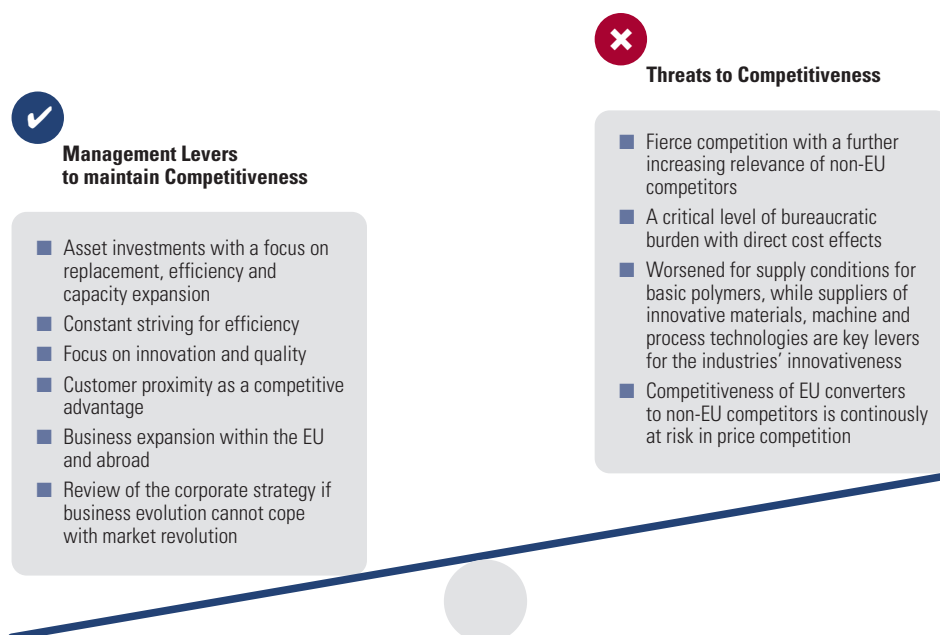 Management Levers
to maintain Competitiveness
■ Asset investments with a focus on
replacement, efficiency and
capacity expansion
■ Constant striving for efficiency
■ Focus on innovation and quality
■ Customer proximity as a competitive
advantage
■ Business expansion within the EU
and abroad
■ Review of the corporate strategy if
business evolution cannot cope
with market revolution
Threats to Competitiveness
■ Fierce competition with a further
increasing relevance of non-EU
competitors
■ A critical level of bureaucratic
burden with direct cost effects
■ Worsened for supply conditions for
basic polymers, while suppliers of
innovative materials, machine and
process technologies are key levers
for the industries’ innovativeness
■ Competitiveness of EU converters
to non-EU competitors is continously
at risk in price competition